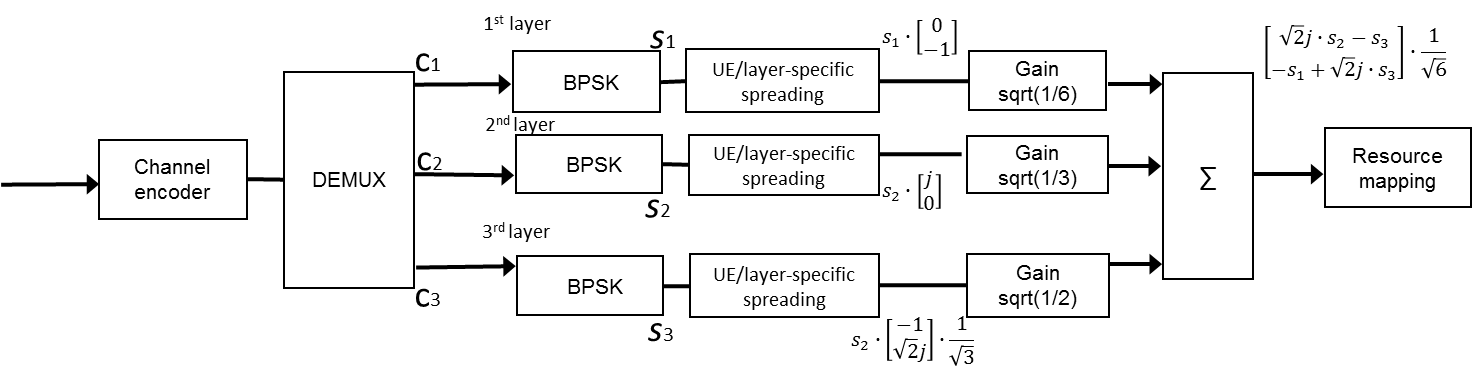 1st layer
C1
BPSK
S1
UE/layer-specific
spreading
s₁ · [0 −1]
Gain
sqrt(1/6)
[√2j · s₂ − s₃
−s₁ + √2j · s₃] · 1/√6
Channel
encoder
DEMUX
2nd layer
C2
BPSK
S2
UE/layer-specific
spreading
s₂ · [j 0]
Gain
sqrt(1/3)
Σ
Resource
mapping
3rd layer
C3
BPSK
S3
UE/layer-specific
spreading
s₂ · [−1 √2j] · 1/√3
Gain
sqrt(1/2)